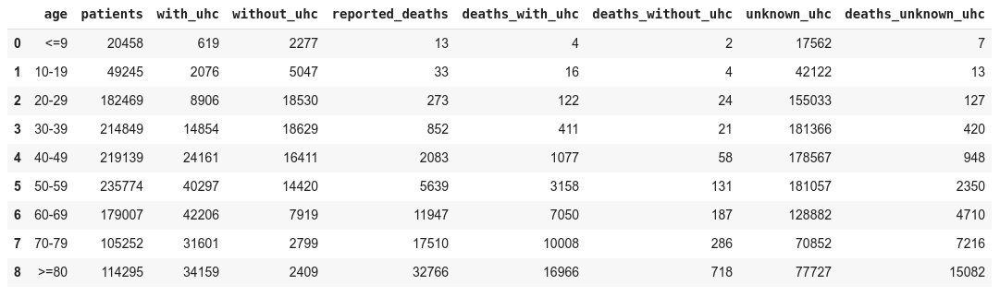 age patients with_uhc without_uhc reported_deaths deaths_with_uhc deaths_without_uhc unknown_uhc deaths_unknown_uhc
0 <=9 20458 619 2277 13 4 2 17562 7
1 10-19 49245 2076 5047 33 16 4 42122 13
2 20-29 182469 8906 18530 273 122 24 155033 127
3 30-39 214849 14854 18629 852 411 21 181366 420
4 40-49 219139 24161 16411 2083 1077 58 178567 948
5 50-59 235774 40297 14420 5639 3158 131 181057 2350
6 60-69 179007 42206 7919 11947 7050 187 128882 4710
7 70-79 105252 31601 2799 17510 10008 286 70852 7216
8 >=80 114295 34159 2409 32766 16966 718 77727 15082